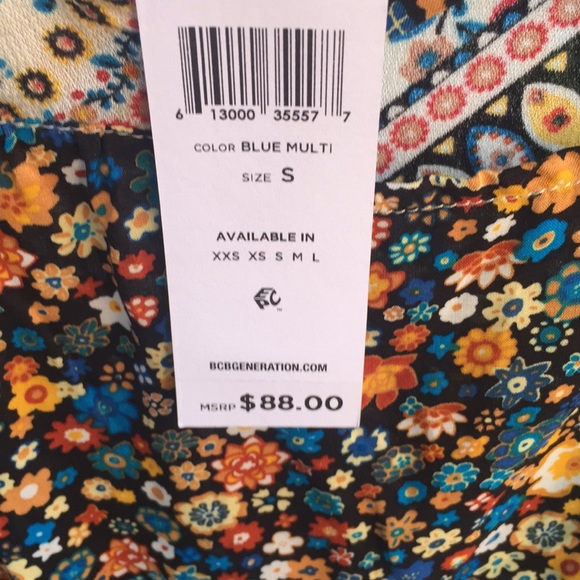 6 13000 35557 7
COLOR BLUE MULTI
SIZE S
AVAILABLE IN
XXS XS S M L
BCBGENERATION.COM
MSRP $88.00